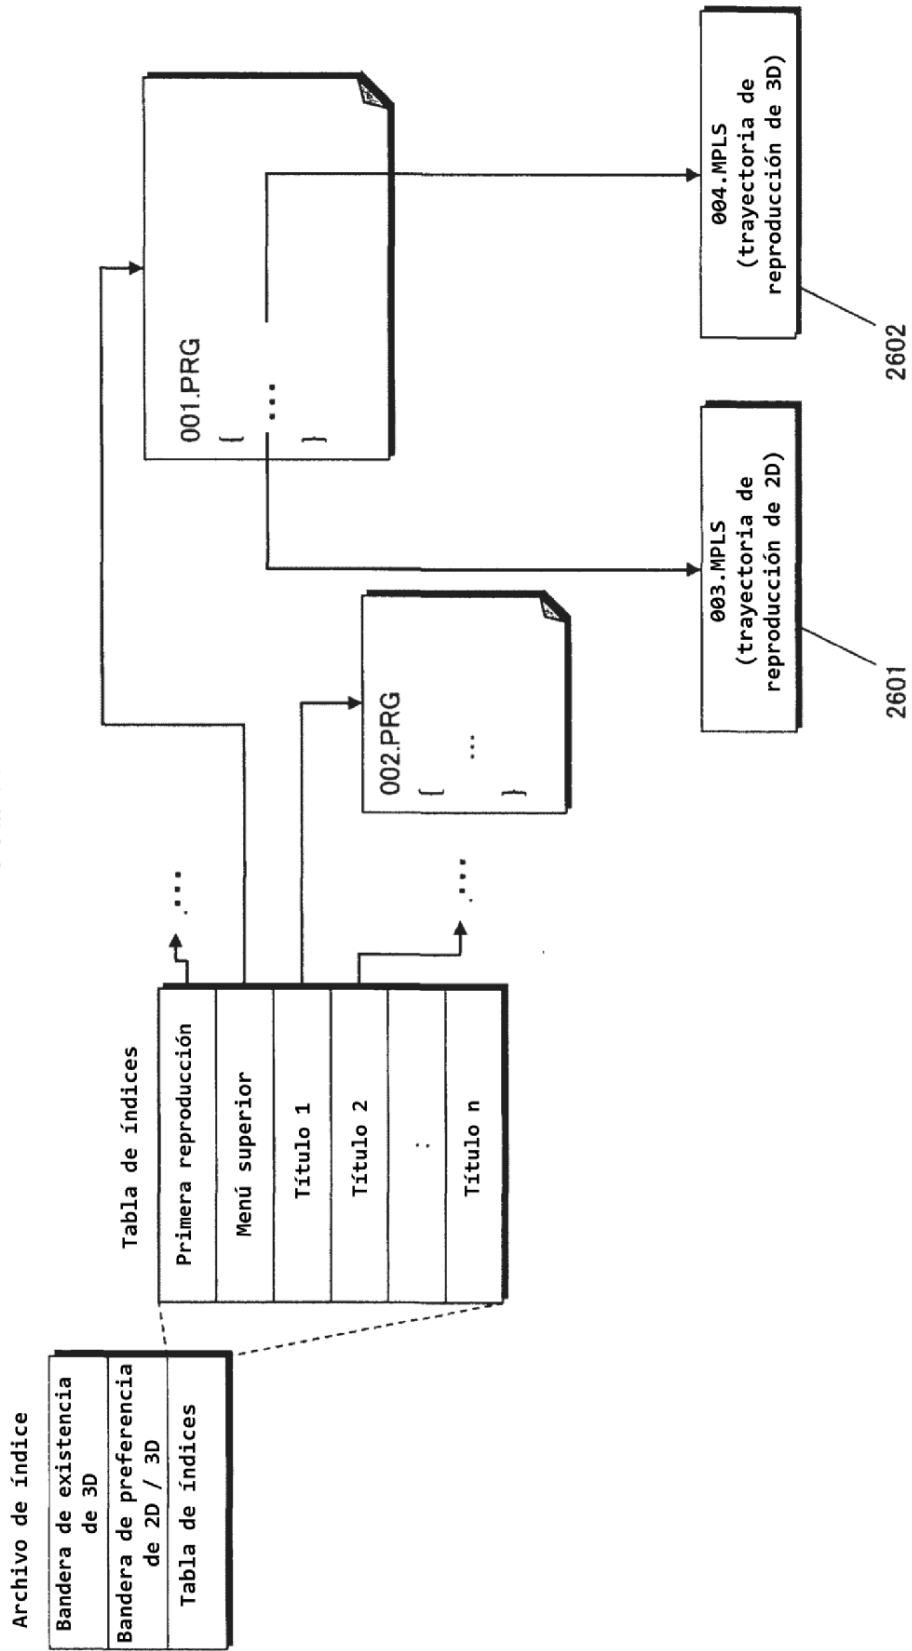 Archivo de índice
Bandera de existencia
de 3D
Bandera de preferencia
de 2D / 3D
Tabla de índices
Tabla de índices
Primera reproducción
Menú superior
Título 1
Título 2
:
Título n
...
...
002.PRG
{
...
}
001.PRG
{
...
}
003.MPLS
(trayectoria de
reproducción de 2D)
2601
004.MPLS
(trayectoria de
reproducción de 3D)
2602